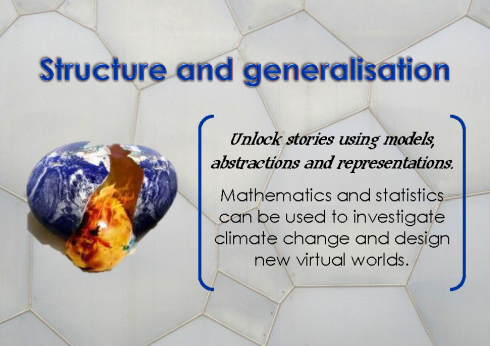 Structure and generalisation
Unlock stories using models,
abstractions and representations.
Mathematics and statistics
can be used to investigate
climate change and design
new virtual worlds.